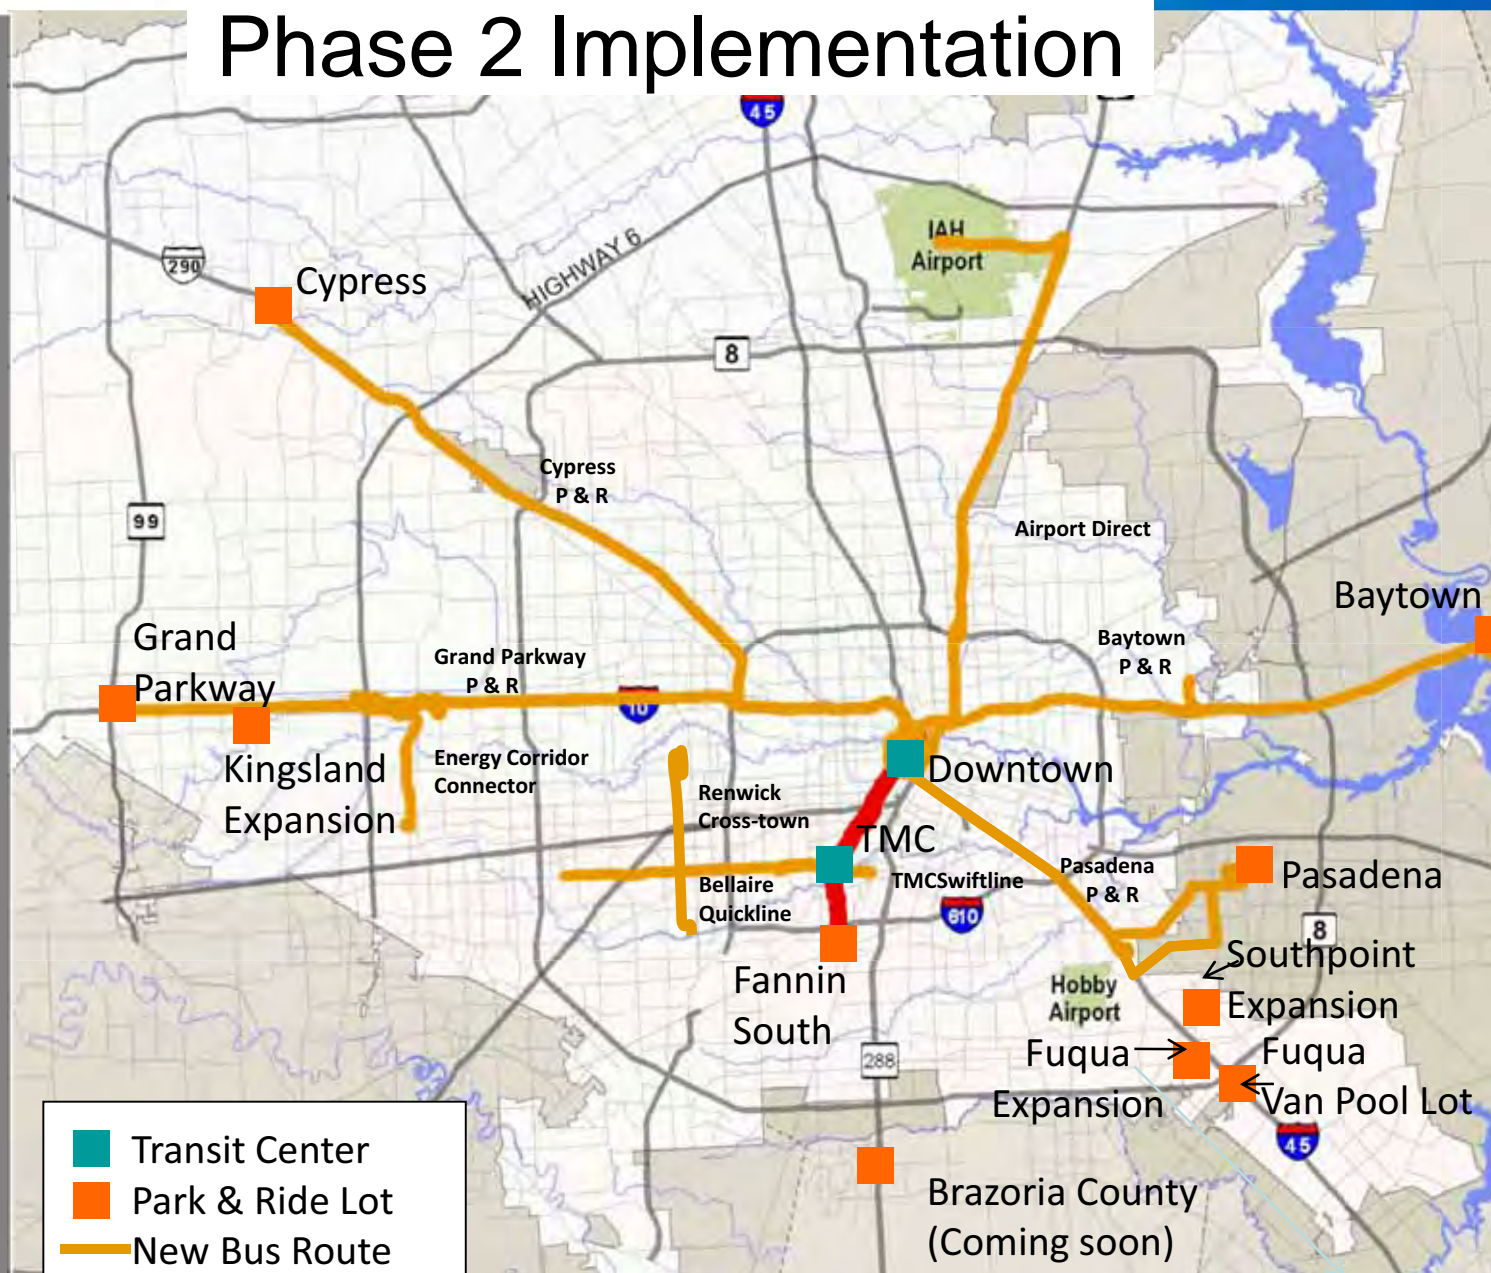 Phase 2 Implementation
45
IAH
Airport
HIGHWAY 6
290
Cypress
8
Cypress
P & R
99
Airport Direct
Baytown
Grand
Parkway
Grand Parkway
P & R
Baytown
P & R
10
Kingsland
Expansion
Energy Corridor
Connector
Downtown
Renwick
Cross-town
TMC
Bellaire
Quickline
TMCSwiftline
Pasadena
P & R
Pasadena
610
8
Fannin
South
Hobby
Airport
Southpoint
Expansion
288
Fuqua
Expansion
Fuqua
Van Pool Lot
45
Brazoria County
(Coming soon)
Transit Center
Park & Ride Lot
New Bus Route